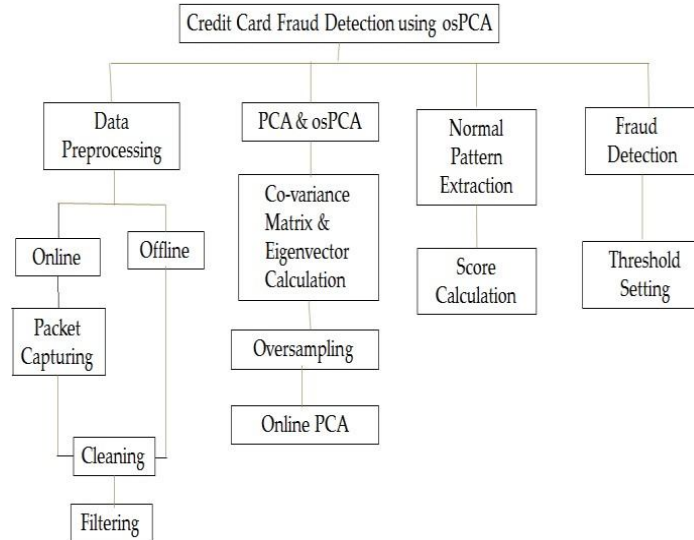 Credit Card Fraud Detection using osPCA
Data
Preprocessing
PCA & osPCA
Normal
Pattern
Extraction
Fraud
Detection
Co-variance
Matrix &
Eigenvector
Calculation
Online
Offline
Score
Calculation
Threshold
Setting
Packet
Capturing
Oversampling
Online PCA
Cleaning
Filtering